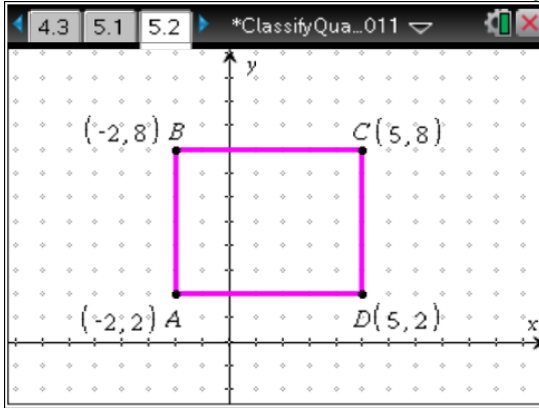 4.3 5.1 5.2 *ClassifyQua…011
y
(-2,8) B C(5,8)
(-2,2) A D(5,2)
x